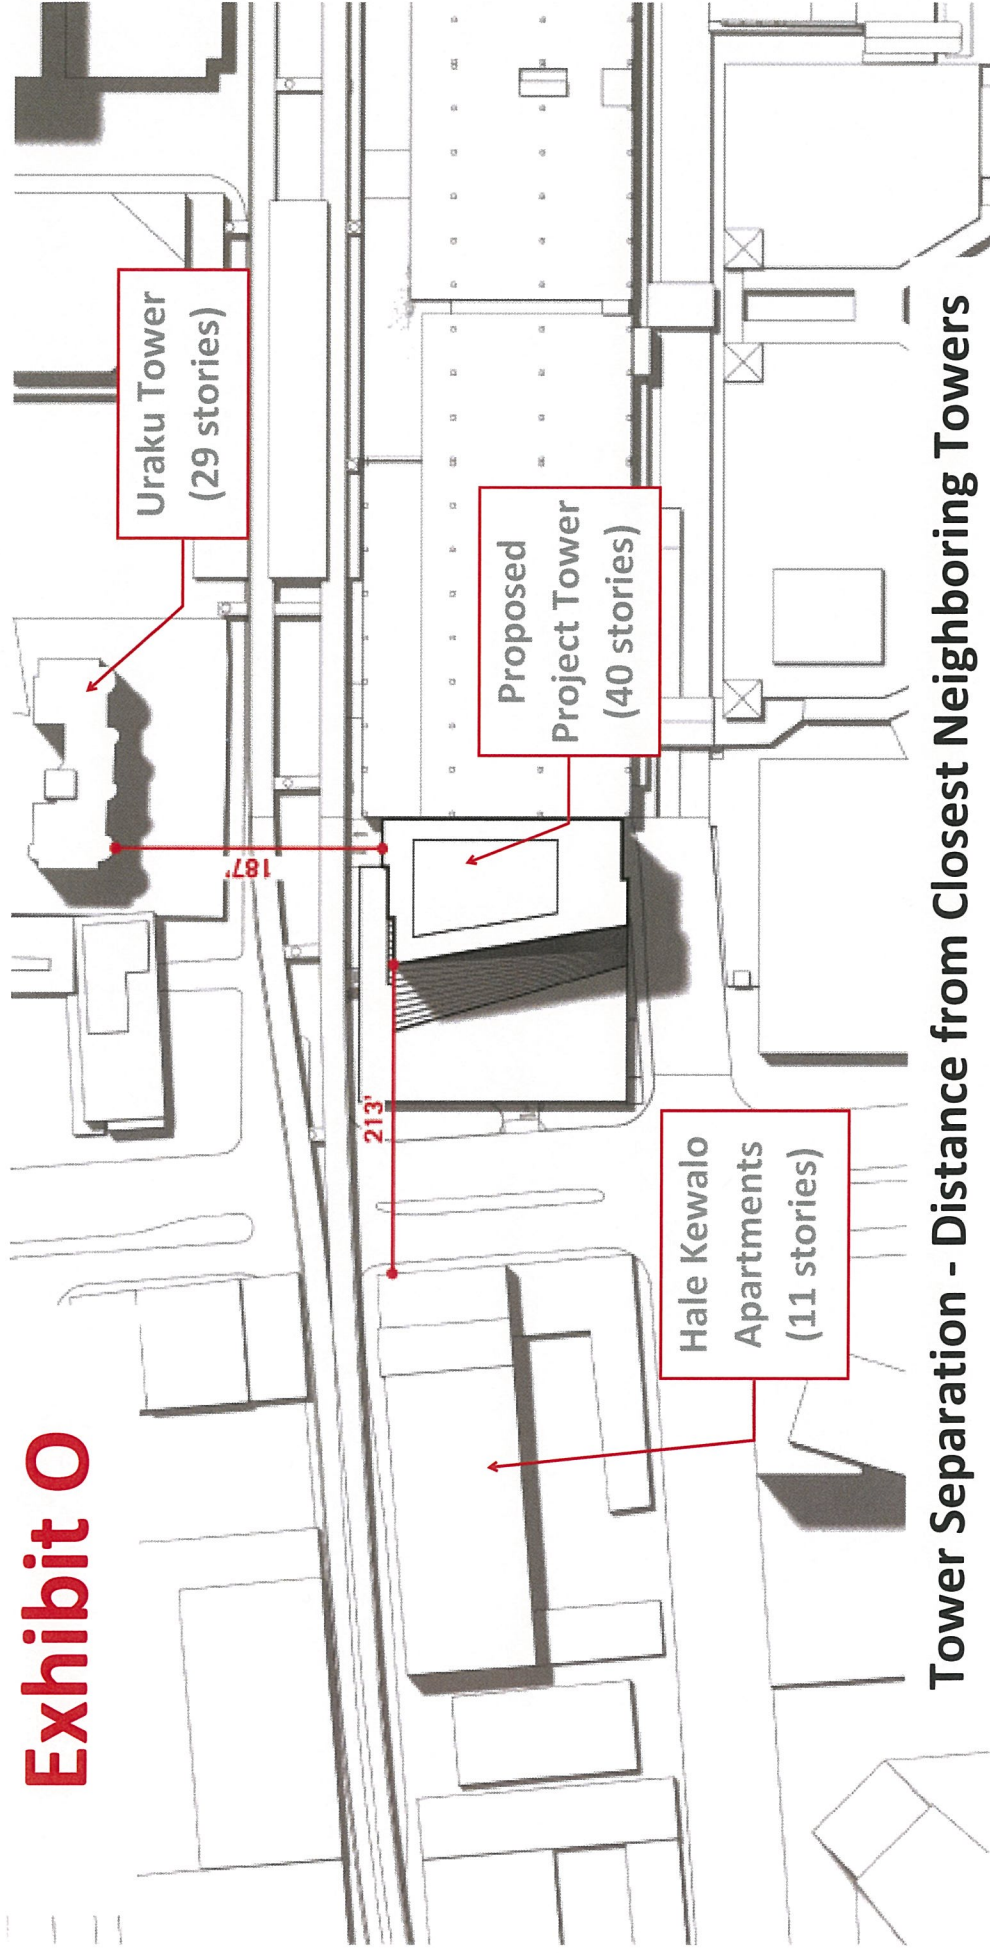 Exhibit O
Uraku Tower
(29 stories)
187'
Proposed
Project Tower
(40 stories)
213'
Hale Kewalo
Apartments
(11 stories)
Tower Separation - Distance from Closest Neighboring Towers